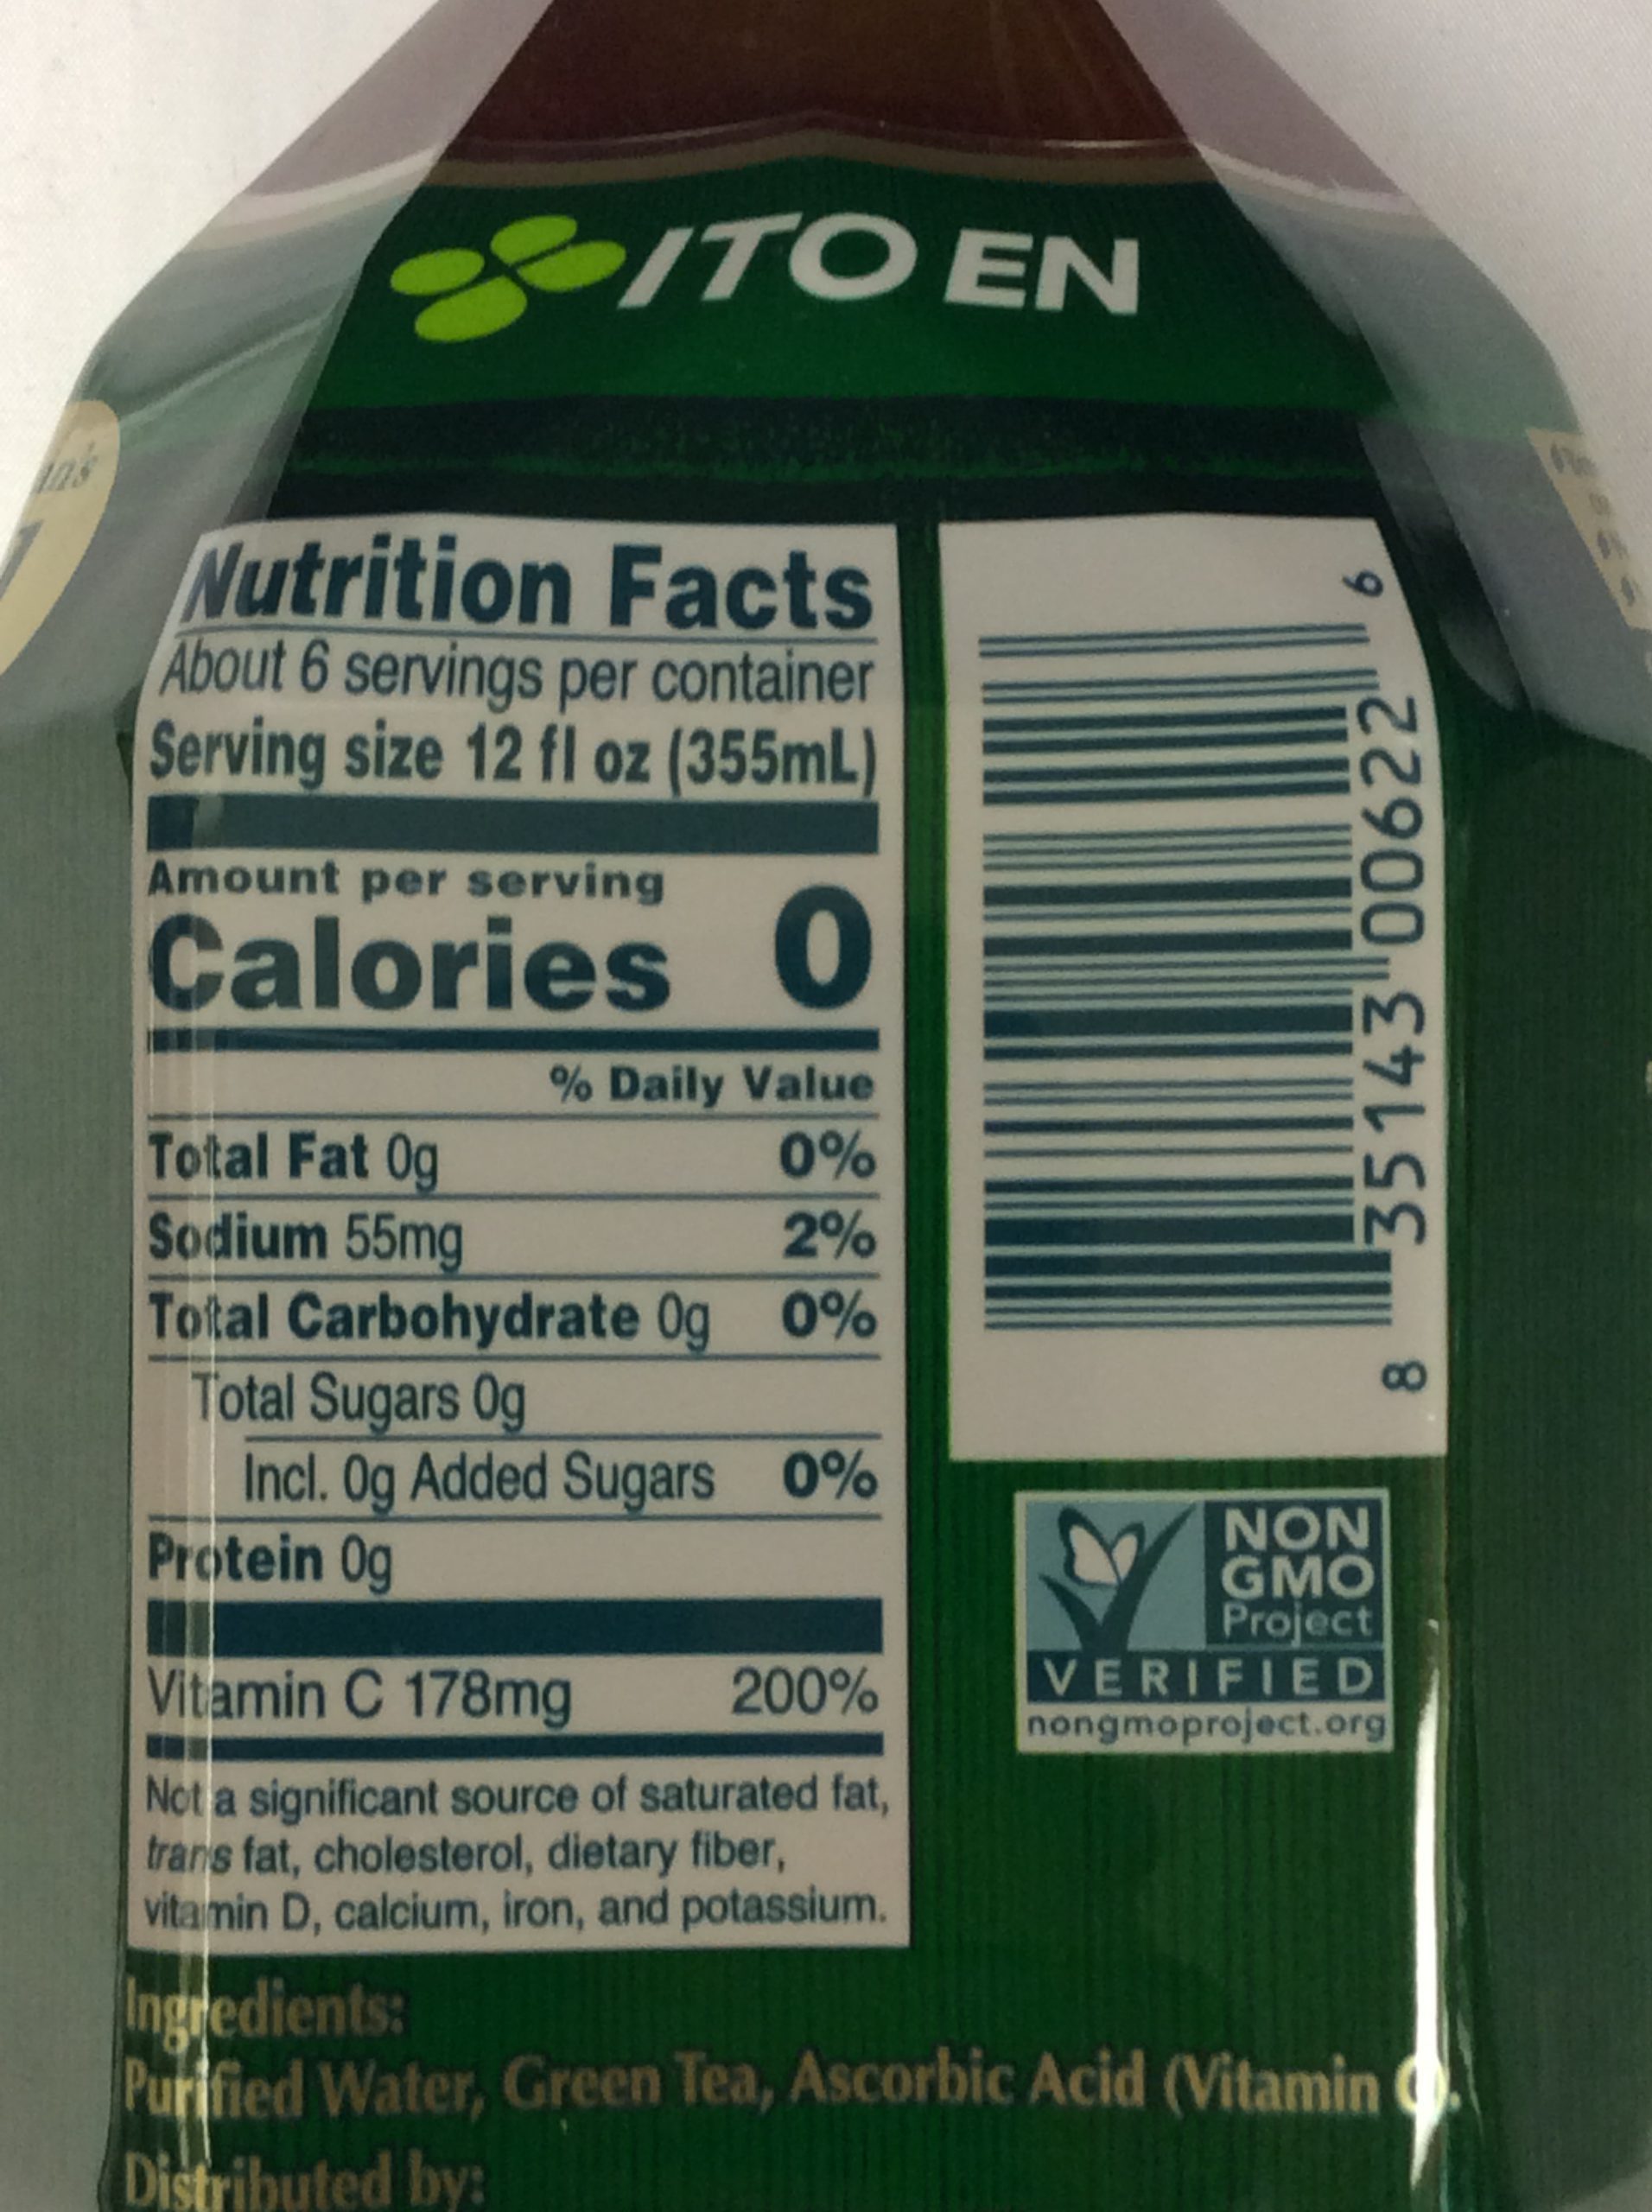 ITO EN
Nutrition Facts
About 6 servings per container
Serving size 12 fl oz (355mL)
Amount per serving
Calories 0
% Daily Value
Total Fat 0g 0%
Sodium 55mg 2%
Total Carbohydrate 0g 0%
Total Sugars 0g
Incl. 0g Added Sugars 0%
Protein 0g
Vitamin C 178mg 200%
Not a significant source of saturated fat,
trans fat, cholesterol, dietary fiber,
vitamin D, calcium, iron, and potassium.
8 35143 00622 6
NON
GMO
Project
VERIFIED
nongmoproject.org
Ingredients:
Purified Water, Green Tea, Ascorbic Acid (Vitamin C).
Distributed by: